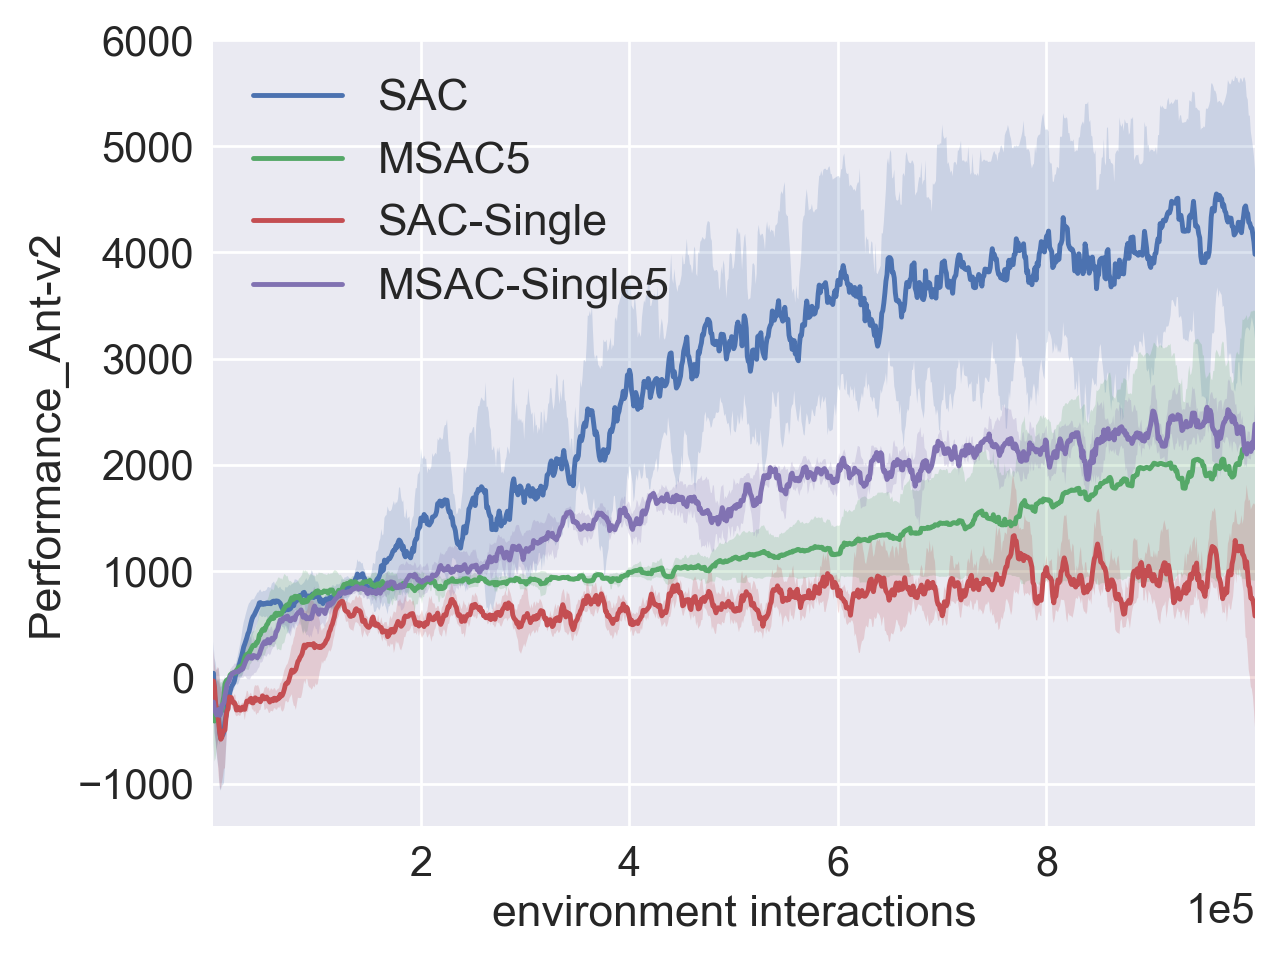 6000
5000
4000
3000
2000
1000
0
−1000
Performance_Ant-v2
SAC
MSAC5
SAC-Single
MSAC-Single5
2 4 6 8
1e5
environment interactions